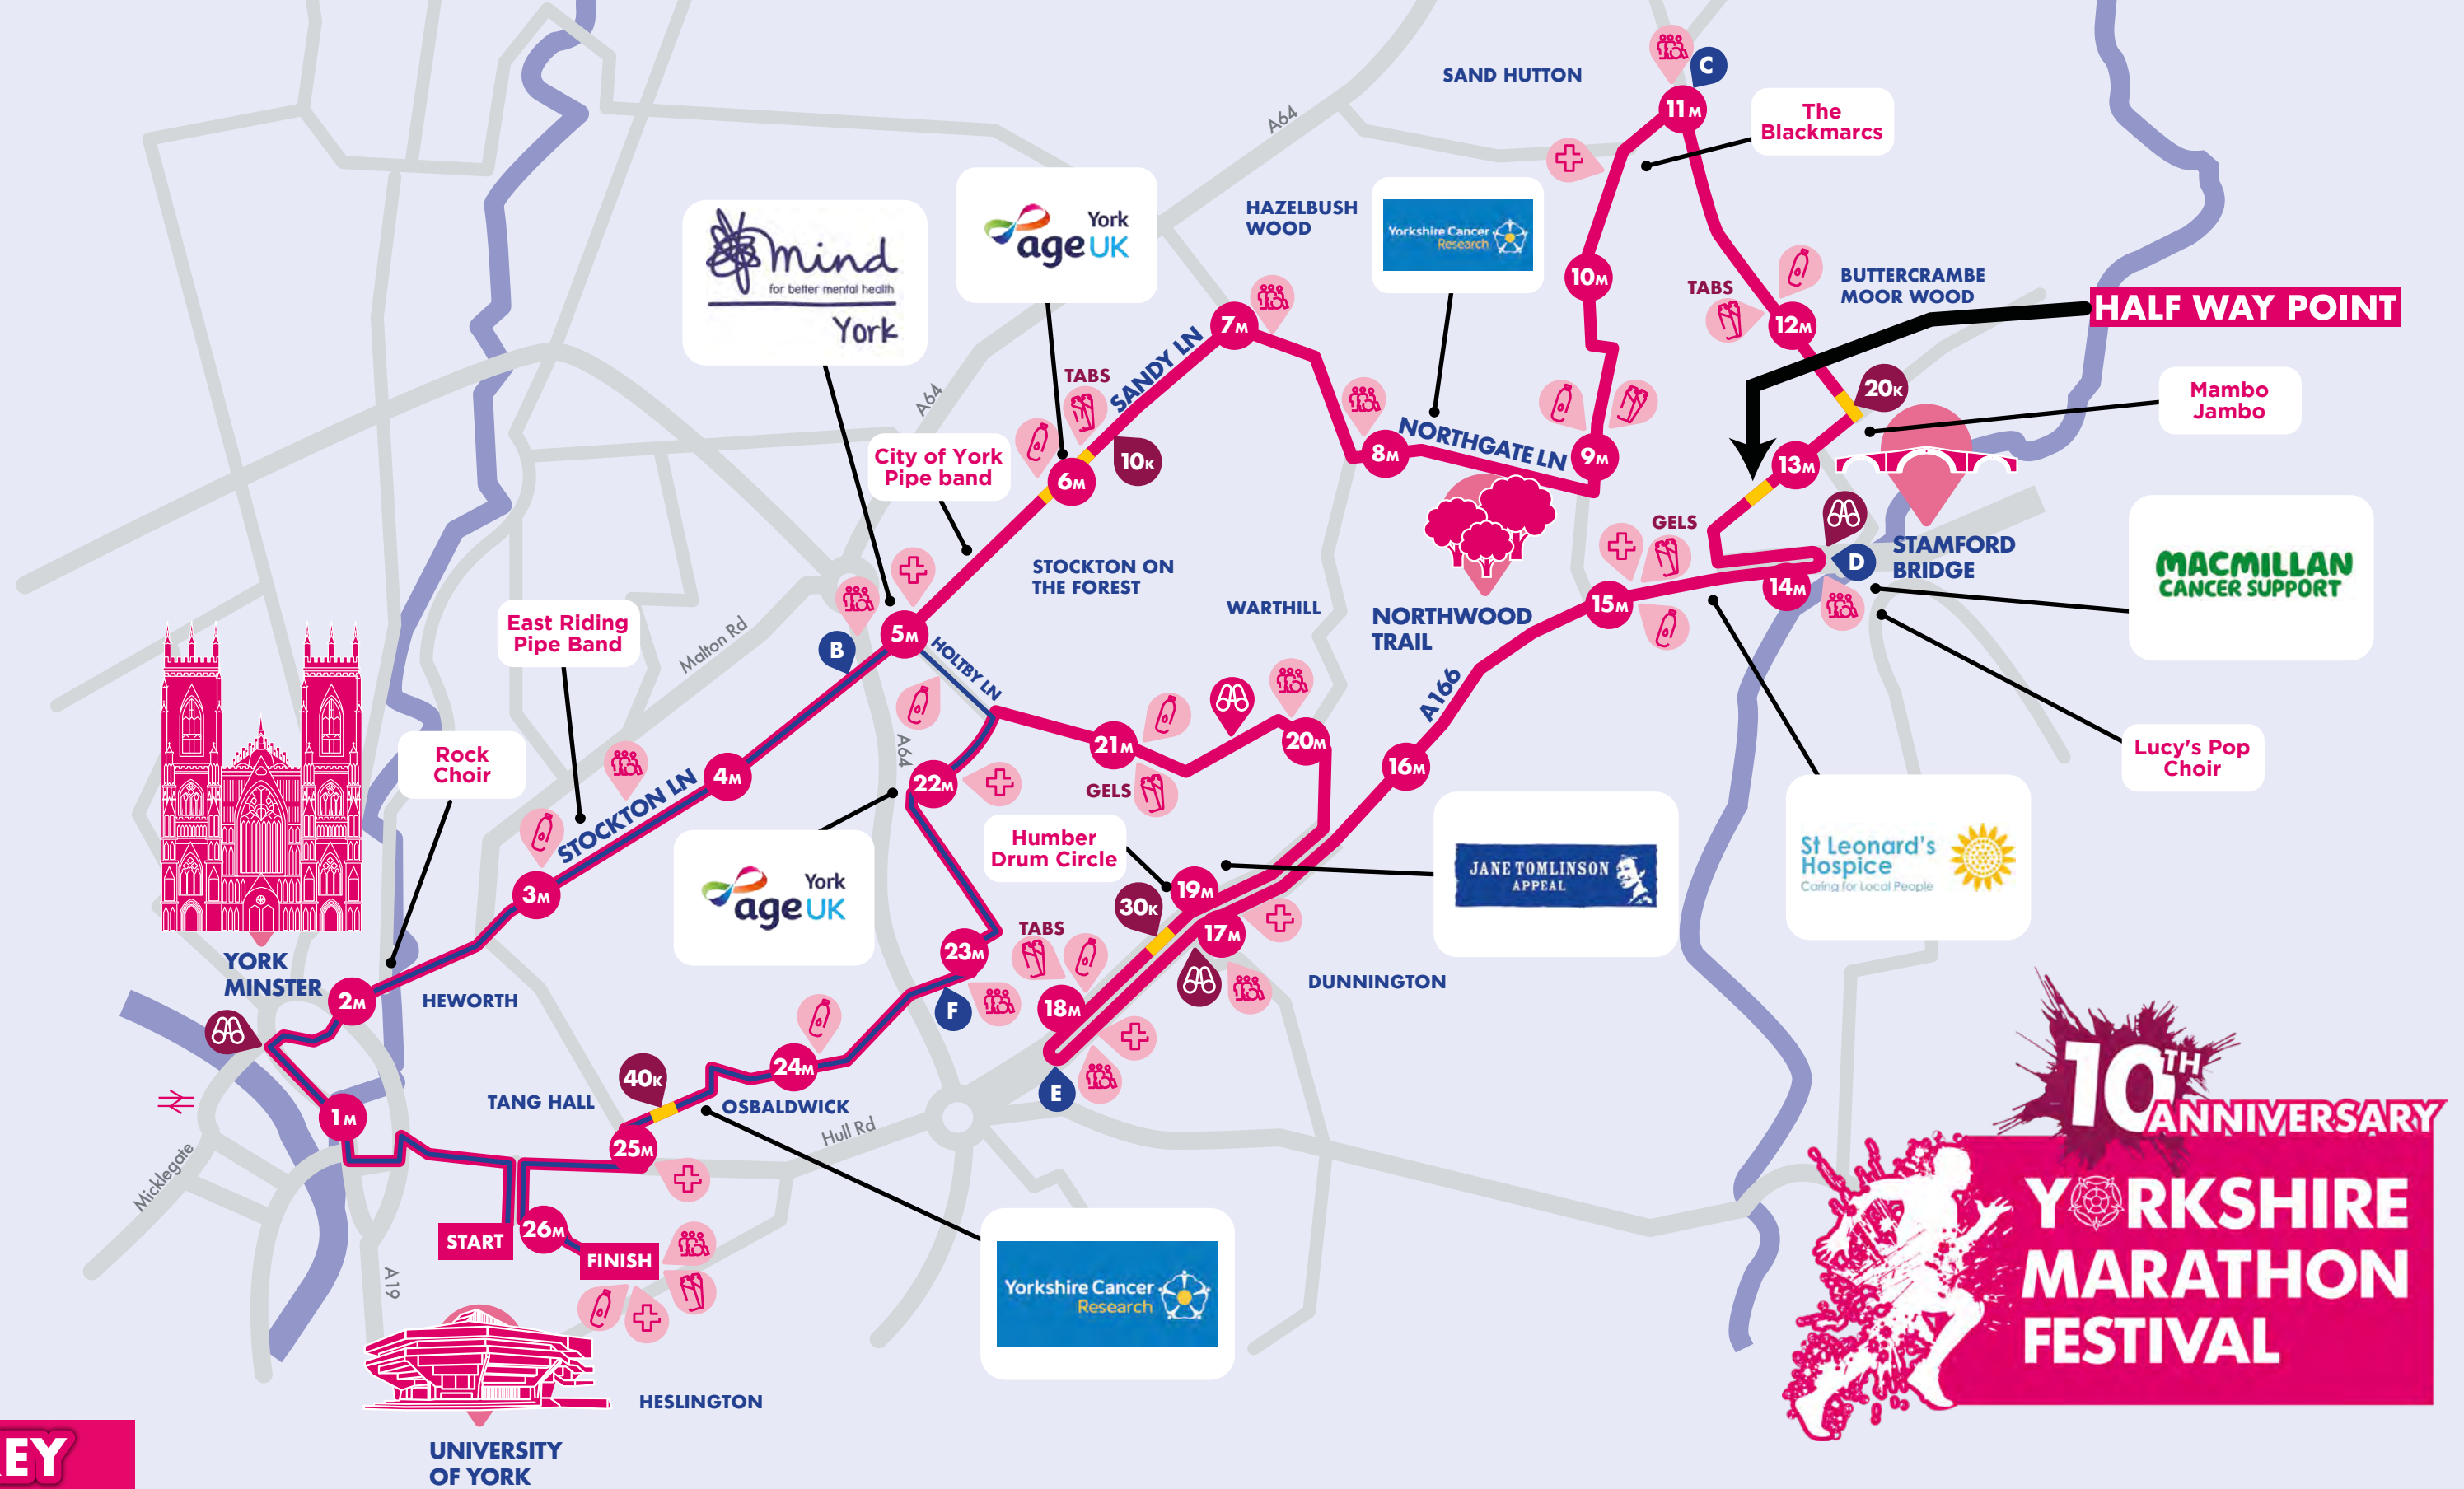 SAND HUTTON
C
11M
The
Blackmarcs
A64
HAZELBUSH
WOOD
Yorkshire Cancer
Research
mind
for better mental health
York
York
age UK
10M
TABS
BUTTERCRAMBE
MOOR WOOD
12M
HALF WAY POINT
7M
SANDY LN
TABS
A64
20K
Mambo
Jambo
City of York
Pipe band
6M
10K
8M
NORTHGATE LN
9M
13M
GELS
STAMFORD
BRIDGE
D
14M
MACMILLAN
CANCER SUPPORT
STOCKTON ON
THE FOREST
WARTHILL
NORTHWOOD
TRAIL
15M
East Riding
Pipe Band
Malton Rd
B
5M
HOLTBY LN
A166
Rock
Choir
4M
STOCKTON LN
A64
22M
21M
GELS
20M
16M
Lucy's Pop
Choir
York
age UK
Humber
Drum Circle
JANE TOMLINSON
APPEAL
St Leonard's
Hospice
Caring for Local People
3M
19M
30K
17M
TABS
23M
YORK
MINSTER
2M
HEWORTH
F
18M
DUNNINGTON
24M
E
40K
TANG HALL
OSBALDWICK
1M
25M
Hull Rd
Micklegate
START
26M
FINISH
A19
Yorkshire Cancer
Research
10TH
ANNIVERSARY
YORKSHIRE
MARATHON
FESTIVAL
HESLINGTON
UNIVERSITY
OF YORK
EY